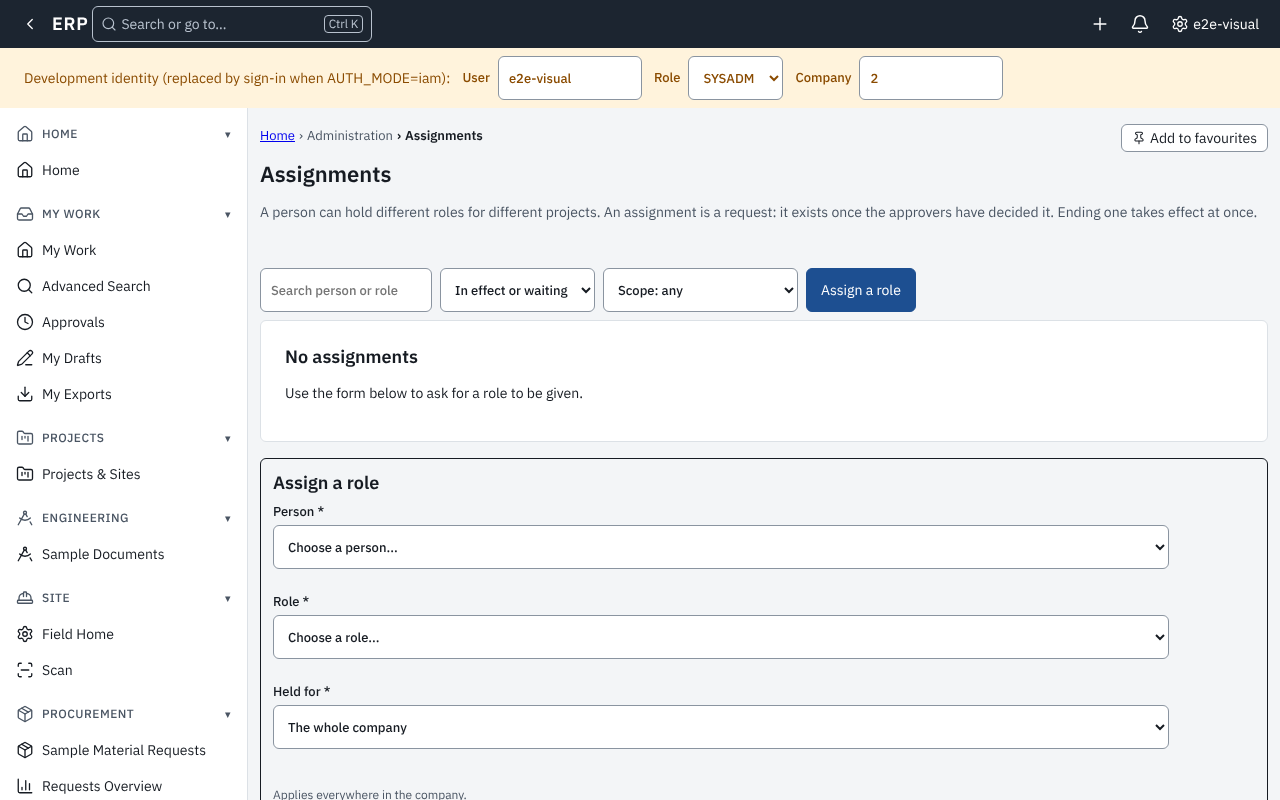 ERP
Search or go to...
Ctrl K
e2e-visual
Development identity (replaced by sign-in when AUTH_MODE=iam):
User
e2e-visual
Role
SYSADM
Company
2
HOME
Home
MY WORK
My Work
Advanced Search
Approvals
My Drafts
My Exports
PROJECTS
Projects & Sites
ENGINEERING
Sample Documents
SITE
Field Home
Scan
PROCUREMENT
Sample Material Requests
Requests Overview
Home › Administration › Assignments
Add to favourites
Assignments
A person can hold different roles for different projects. An assignment is a request: it exists once the approvers have decided it. Ending one takes effect at once.
Search person or role
In effect or waiting
Scope: any
Assign a role
No assignments
Use the form below to ask for a role to be given.
Assign a role
Person *
Choose a person...
Role *
Choose a role...
Held for *
The whole company
Applies everywhere in the company.